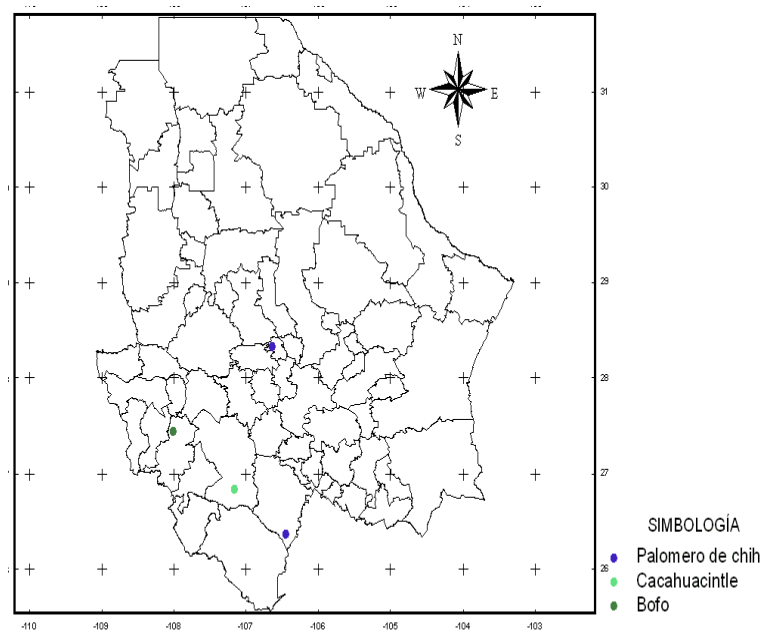 N
W E
S
31
30
29
28
27
26
-110 -109 -108 -107 -106 -105 -104 -103
SIMBOLOGÍA
Palomero de chih
Cacahuacintle
Bofo